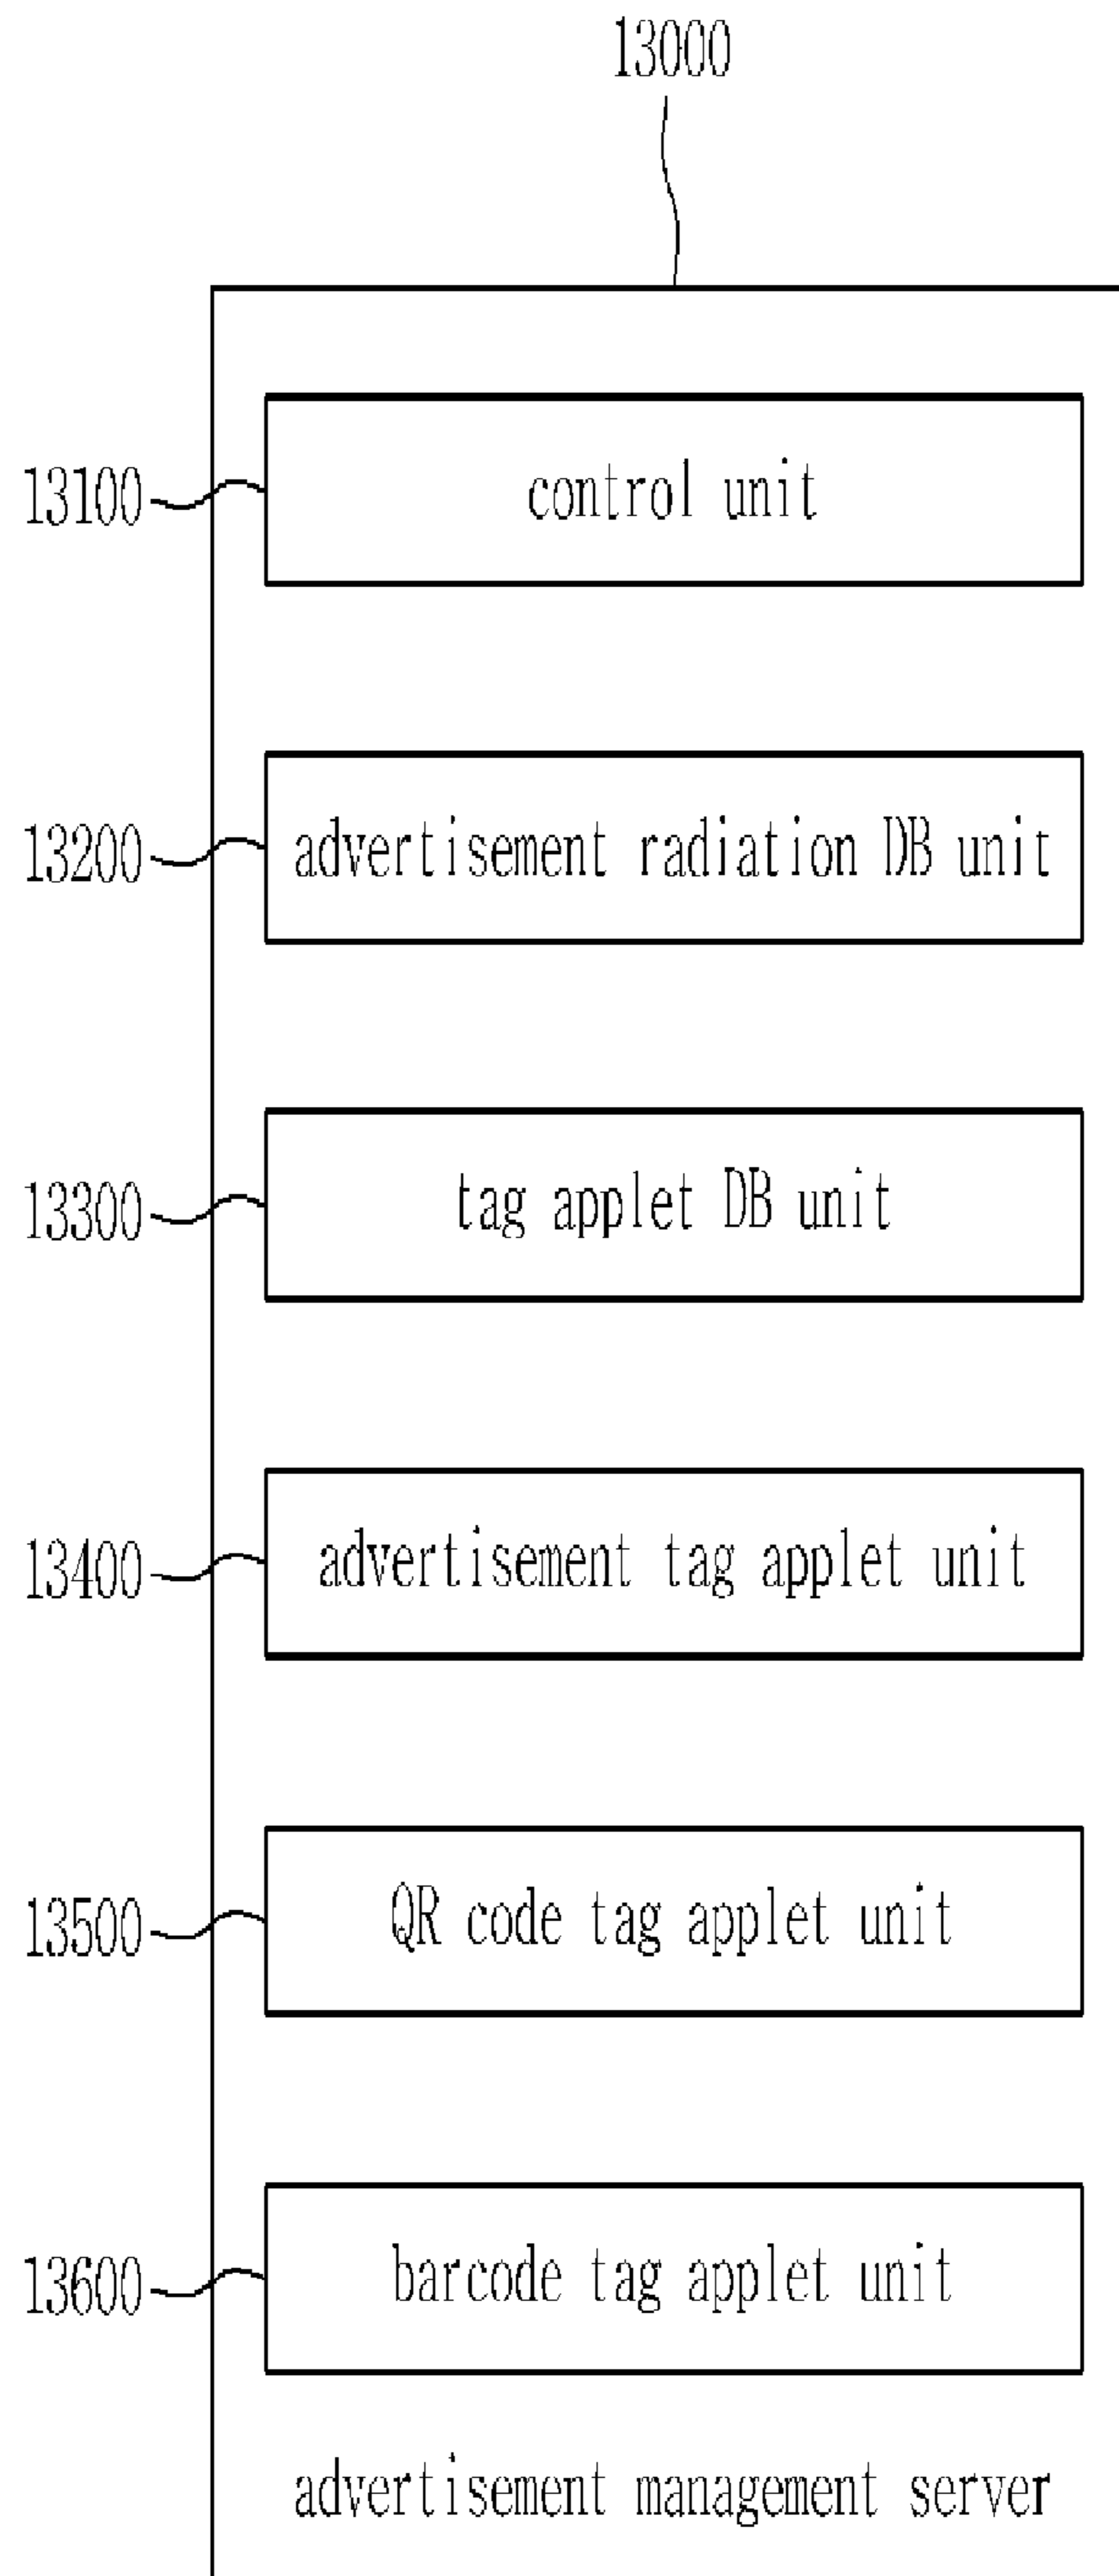 13000
13100
control unit
13200
advertisement radiation DB unit
13300
tag applet DB unit
13400
advertisement tag applet unit
13500
QR code tag applet unit
13600
barcode tag applet unit
advertisement management server